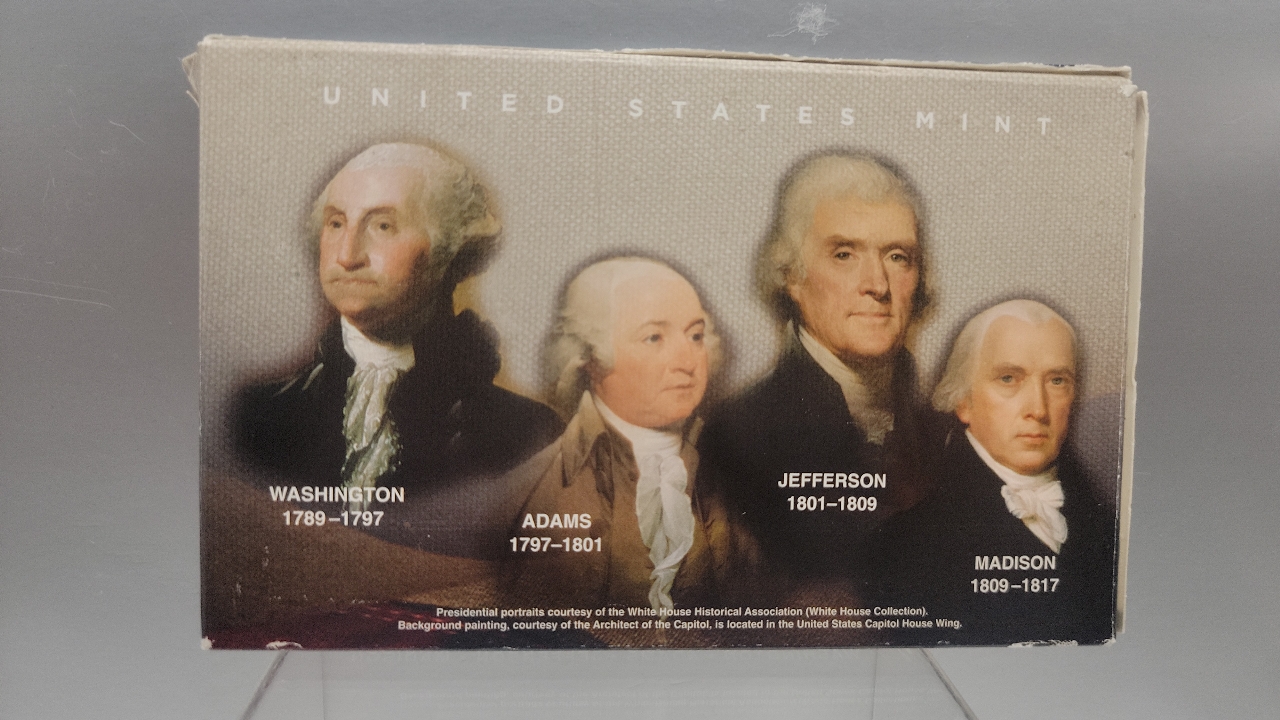 UNITED STATES MINT
WASHINGTON
1789–1797
ADAMS
1797–1801
JEFFERSON
1801–1809
MADISON
1809–1817
Presidential portraits courtesy of the White House Historical Association (White House Collection).
Background painting, courtesy of the Architect of the Capitol, is located in the United States Capitol House Wing.